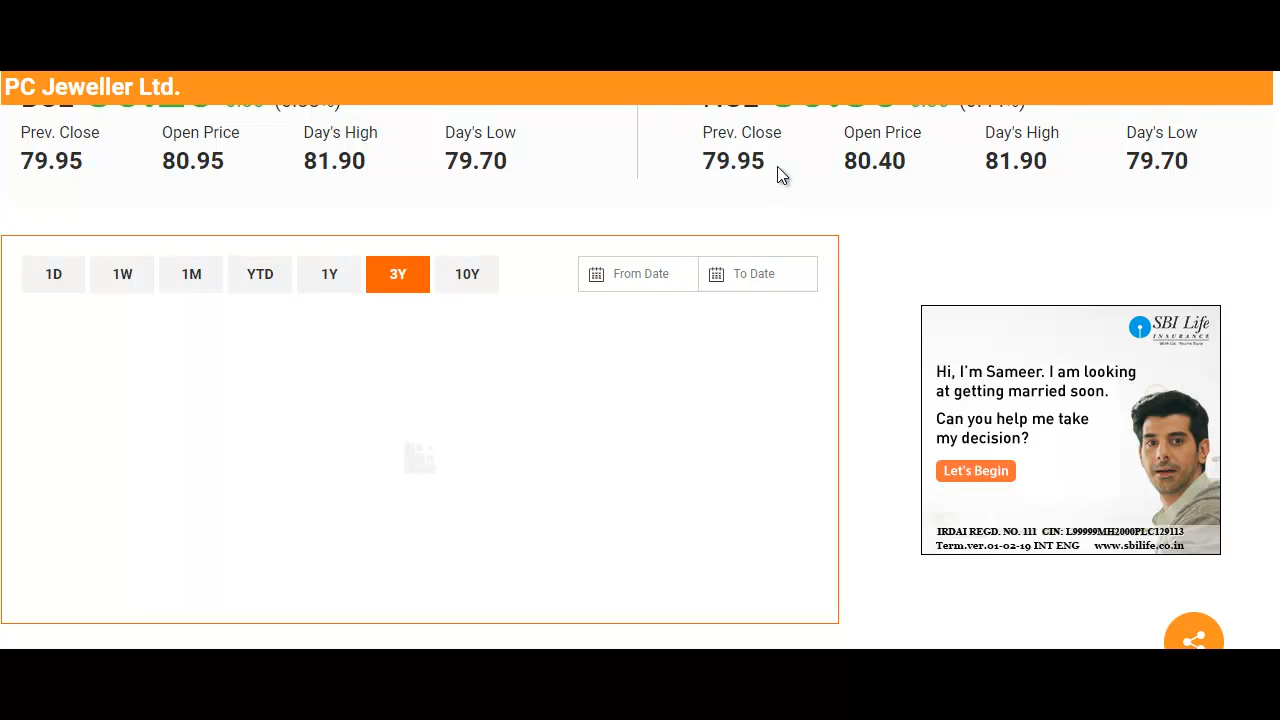 PC Jeweller Ltd.
Prev. Close Open Price Day's High Day's Low
79.95 80.95 81.90 79.70
Prev. Close Open Price Day's High Day's Low
79.95 80.40 81.90 79.70
1D 1W 1M YTD 1Y 3Y 10Y From Date To Date
SBI Life
INSURANCE
Hi, I'm Sameer. I am looking
at getting married soon.
Can you help me take
my decision?
Let's Begin
IRDAI REGD. NO. 111 CIN: L99999MH2000PLC129113
Term.ver.01-02-19 INT ENG www.sbilife.co.in